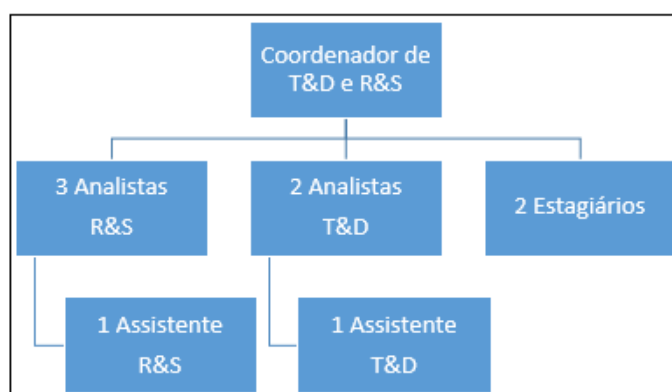 Coordenador de
T&D e R&S
3 Analistas
R&S
2 Analistas
T&D
2 Estagiários
1 Assistente
R&S
1 Assistente
T&D